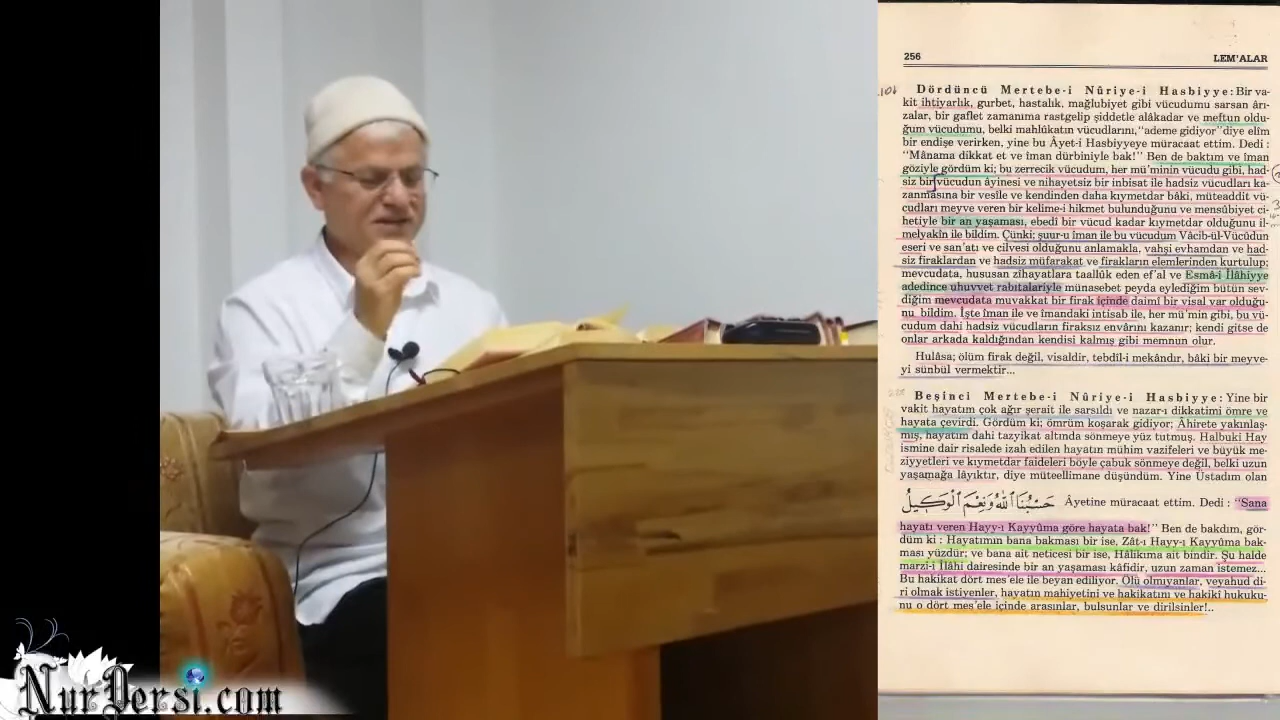 256
LEM'ALAR
Dördüncü Mertebe-i Nûriye-i Hasbiyye: Bir va-
kit ihtiyarlık, gurbet, hastalık, mağlubiyet gibi vücudumu sarsan ârı-
zalar, bir gaflet zamanıma rastgelip şiddetle alâkadar ve meftun oldu-
ğum vücudumu, belki mahlûkatın vücudlarını, "ademe gidiyor" diye elîm
bir endişe verirken, yine bu Âyet-i Hasbiyyeye müracaat ettim. Dedi:
"Mânama dikkat et ve îman dürbiniyle bak!" Ben de baktım ve îman
göziyle gördüm ki; bu zerrecik vücudum, her mü'minin vücudu gibi, had-
siz bir vücudun âyinesi ve nihayetsiz bir inbisat ile hadsiz vücudları ka-
zanmasına bir vesile ve kendinden daha kıymetdar bâki, müteaddit vü-
cudları meyve veren bir kelime-i hikmet bulunduğunu ve mensûbiyet ci-
hetiyle bir an yaşaması, ebedî bir vücud kadar kıymetdar olduğunu il-
melyakîn ile bildim. Çünki; şuur-u îman ile bu vücudum Vâcib-ül-Vücûdun
eseri ve san'atı ve cilvesi olduğunu anlamakla, vahşi evhamdan ve had-
siz firaklardan ve hadsiz müfarakat ve firakların elemlerinden kurtulup;
mevcudata, hususan zîhayatlara taallûk eden ef'al ve Esmâ-i İlâhiyye
adedince uhuvvet rabıtalariyle münasebet peyda eylediğim bütün sev-
diğim mevcudata muvakkat bir firak içinde daimî bir visal var olduğu-
nu bildim. İşte îman ile ve îmandaki intisab ile, her mü'min gibi, bu vü-
cudum dahi hadsiz vücudların firaksız envârını kazanır; kendi gitse de
onlar arkada kaldığından kendisi kalmış gibi memnun olur.
Hulâsa; ölüm firak değil, visaldir, tebdîl-i mekândır, bâki bir meyve-
yi sünbül vermektir...
Beşinci Mertebe-i Nûriye-i Hasbiyye: Yine bir
vakit hayatım çok ağır şerait ile sarsıldı ve nazar-ı dikkatimi ömre ve
hayata çevirdi. Gördüm ki; ömrüm koşarak gidiyor; Âhirete yakınlaş-
mış, hayatım dahi tazyikat altında sönmeye yüz tutmuş. Halbuki Hay
ismine dair risalede izah edilen hayatın mühim vazifeleri ve büyük me-
ziyyetleri ve kıymetdar faideleri böyle çabuk sönmeye değil, belki uzun
yaşamağa lâyıktır, diye müteellimane düşündüm. Yine Üstadım olan
حَسْبُنَا اللّٰهُ وَنِعْمَ الْوَكِيلُ Âyetine müracaat ettim. Dedi : "Sana
hayatı veren Hayy-ı Kayyûma göre hayata bak!" Ben de bakdım, gör-
düm ki : Hayatımın bana bakması bir ise, Zât-ı Hayy-ı Kayyûma bak-
ması yüzdür; ve bana ait neticesi bir ise, Hâlikıma ait bindir. Şu halde
marzî-i İlâhî dairesinde bir an yaşaması kâfidir, uzun zaman istemez...
Bu hakikat dört mes'ele ile beyan ediliyor. Ölü olmıyanlar, veyahud di-
ri olmak istiyenler, hayatın mahiyetini ve hakikatını ve hakikî hukuku-
nu o dört mes'ele içinde arasınlar, bulsunlar ve dirilsinler!..
NurDersi.com